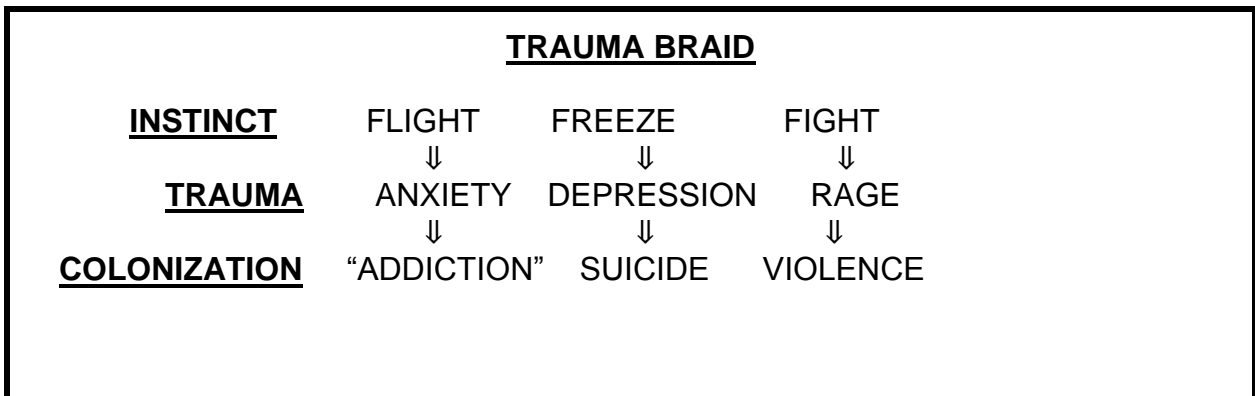 TRAUMA BRAID
INSTINCT FLIGHT FREEZE FIGHT
⇓ ⇓ ⇓
TRAUMA ANXIETY DEPRESSION RAGE
⇓ ⇓ ⇓
COLONIZATION “ADDICTION” SUICIDE VIOLENCE